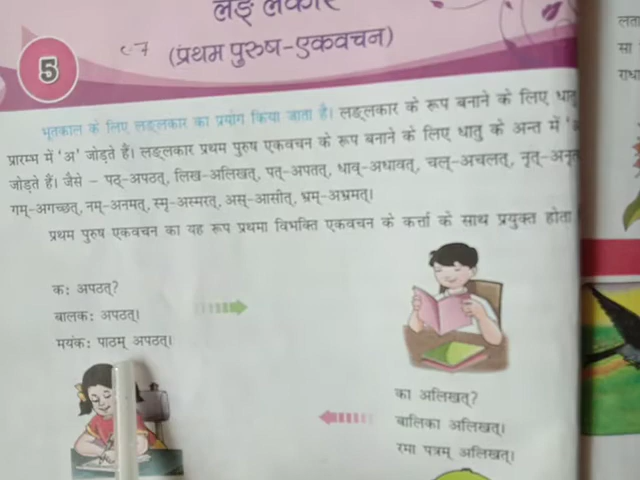 लङ् लकार
5
(प्रथम पुरुष-एकवचन)
भूतकाल के लिए लङ्लकार का प्रयोग किया जाता है। लङ्लकार के रूप बनाने के लिए
प्रारम्भ में 'अ' जोड़ते हैं। लङ्लकार प्रथम पुरुष एकवचन के रूप बनाने के लिए धातु के अन्त में
जोड़ते हैं। जैसे – पद्-अपठत्, लिख-अलिखत्, पत्-अपतत्, धाव्-अधावत्, चल्-अचलत्,
गम्-अगच्छत्, नम्-अनमत्, स्मृ-अस्मरत्, अस्-आसीत्, भ्रम्-अभ्रमत्।
प्रथम पुरुष एकवचन का यह रूप प्रथमा विभक्ति एकवचन के कर्त्ता के साथ प्रयुक्त होता
कः अपठत्?
बालकः अपठत्।
मयंकः पाठम् अपठत्।
का अलिखत्?
बालिका अलिखत्।
रमा पत्रम् अलिखत्।
लता
सा
राधा